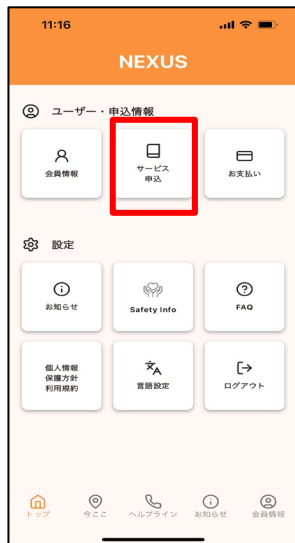 11:16
NEXUS
ユーザー・申込情報
会員情報
サービス
申込
お支払い
設定
お知らせ
Safety Info
FAQ
個人情報
保護方針
利用規約
言語設定
ログアウト
トップ
今ここ
ヘルプライン
お知らせ
会員情報